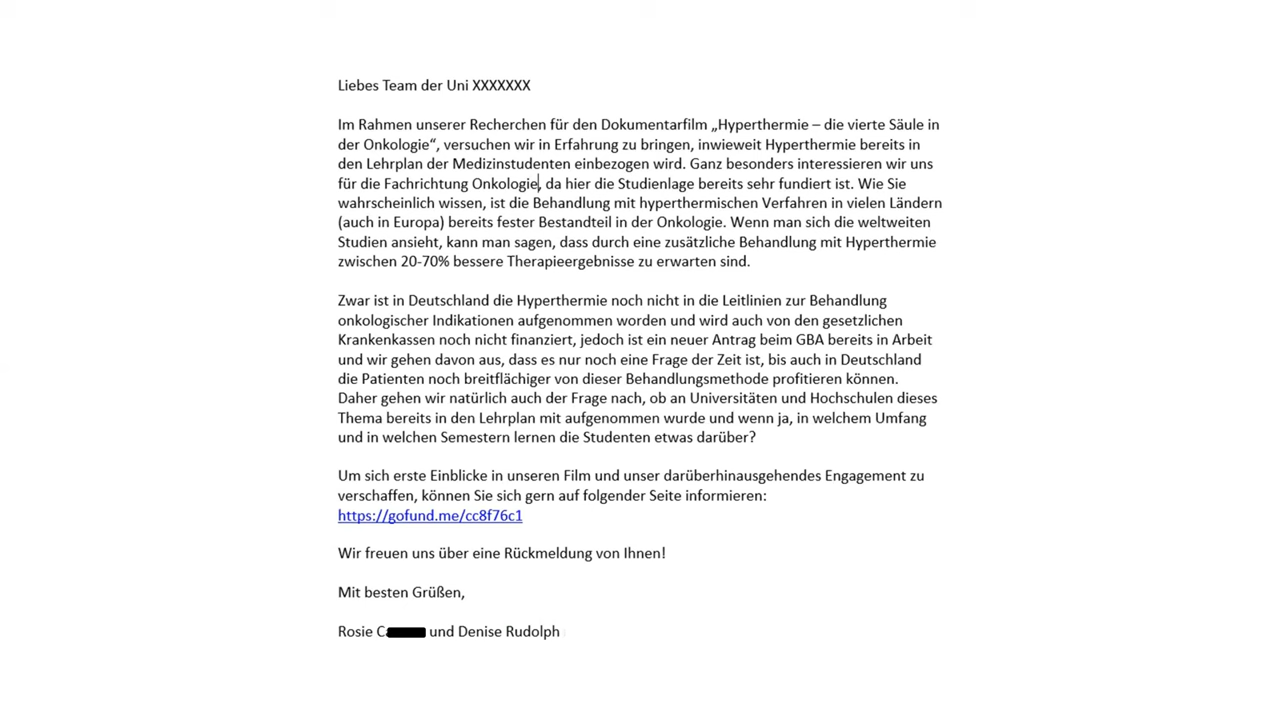 Liebes Team der Uni XXXXXXX
Im Rahmen unserer Recherchen für den Dokumentarfilm „Hyperthermie – die vierte Säule in
der Onkologie“, versuchen wir in Erfahrung zu bringen, inwieweit Hyperthermie bereits in
den Lehrplan der Medizinstudenten einbezogen wird. Ganz besonders interessieren wir uns
für die Fachrichtung Onkologie, da hier die Studienlage bereits sehr fundiert ist. Wie Sie
wahrscheinlich wissen, ist die Behandlung mit hyperthermischen Verfahren in vielen Ländern
(auch in Europa) bereits fester Bestandteil in der Onkologie. Wenn man sich die weltweiten
Studien ansieht, kann man sagen, dass durch eine zusätzliche Behandlung mit Hyperthermie
zwischen 20-70% bessere Therapieergebnisse zu erwarten sind.
Zwar ist in Deutschland die Hyperthermie noch nicht in die Leitlinien zur Behandlung
onkologischer Indikationen aufgenommen worden und wird auch von den gesetzlichen
Krankenkassen noch nicht finanziert, jedoch ist ein neuer Antrag beim GBA bereits in Arbeit
und wir gehen davon aus, dass es nur noch eine Frage der Zeit ist, bis auch in Deutschland
die Patienten noch breitflächiger von dieser Behandlungsmethode profitieren können.
Daher gehen wir natürlich auch der Frage nach, ob an Universitäten und Hochschulen dieses
Thema bereits in den Lehrplan mit aufgenommen wurde und wenn ja, in welchem Umfang
und in welchen Semestern lernen die Studenten etwas darüber?
Um sich erste Einblicke in unseren Film und unser darüberhinausgehendes Engagement zu
verschaffen, können Sie sich gern auf folgender Seite informieren:
https://gofund.me/cc8f76c1
Wir freuen uns über eine Rückmeldung von Ihnen!
Mit besten Grüßen,
Rosie C und Denise Rudolph